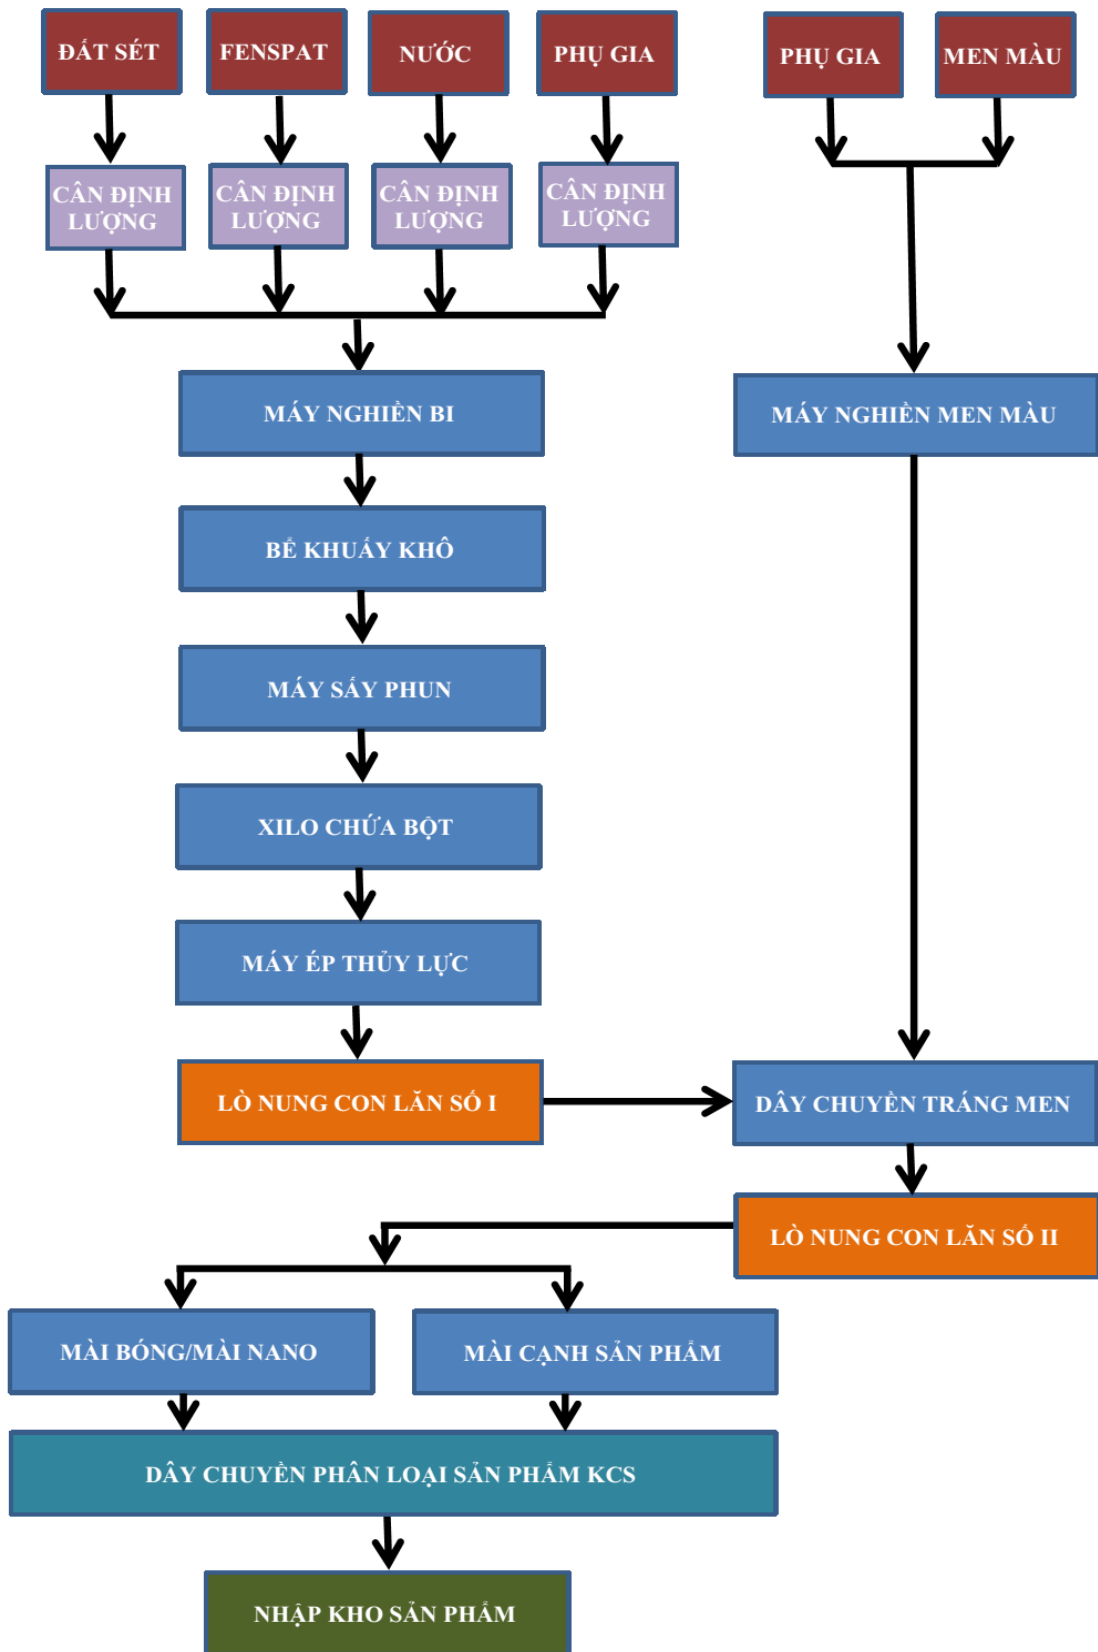 ĐẤT SÉT
FENSPAT
NƯỚC
PHỤ GIA
PHỤ GIA
MEN MÀU
CÂN ĐỊNH
LƯỢNG
CÂN ĐỊNH
LƯỢNG
CÂN ĐỊNH
LƯỢNG
CÂN ĐỊNH
LƯỢNG
MÁY NGHIỀN BI
MÁY NGHIỀN MEN MÀU
BỂ KHUẤY KHÔ
MÁY SẤY PHUN
XILO CHỨA BỘT
MÁY ÉP THỦY LỰC
LÒ NUNG CON LĂN SỐ I
DÂY CHUYỀN TRÁNG MEN
LÒ NUNG CON LĂN SỐ II
MÀI BÓNG/MÀI NANO
MÀI CẠNH SẢN PHẨM
DÂY CHUYỀN PHÂN LOẠI SẢN PHẨM KCS
NHẬP KHO SẢN PHẨM